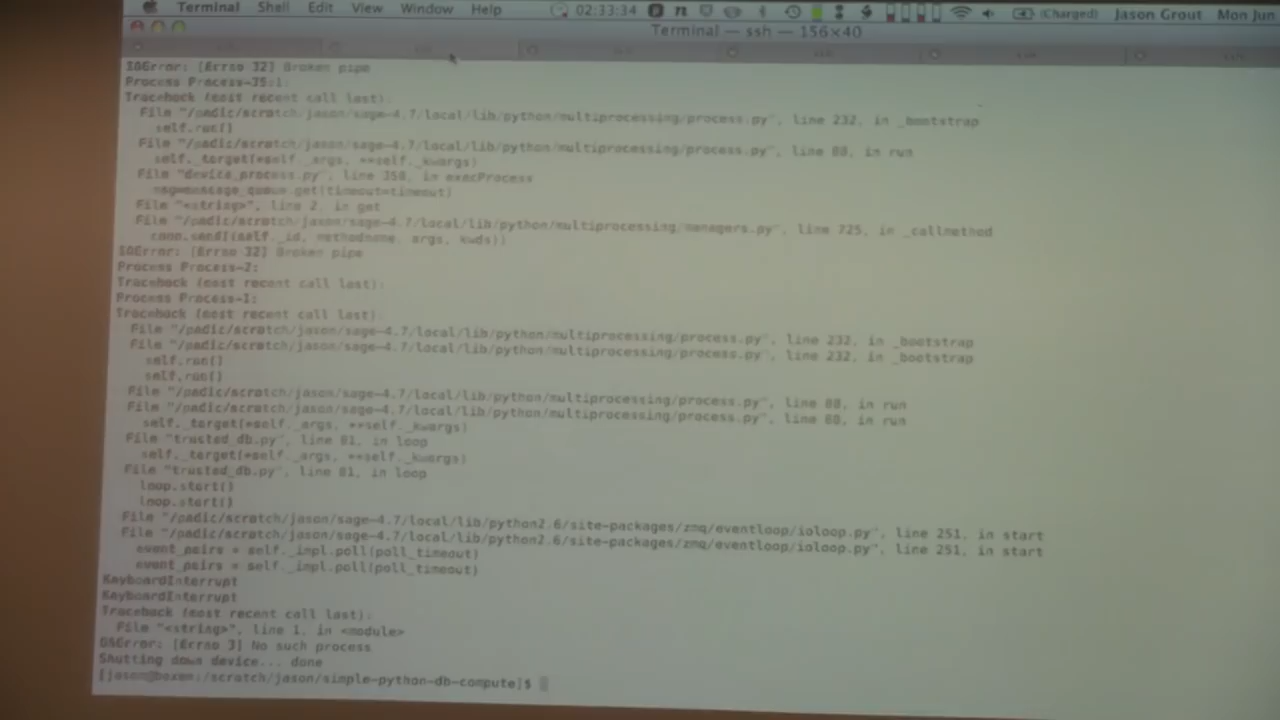 Terminal Shell Edit View Window Help 02:33:34 (Charged) Jason Grout Mon Jun
Terminal — ssh — 156×40
IOError: [Errno 32] Broken pipe
Process Process-35:1:
Traceback (most recent call last):
File "/padic/scratch/jason/sage-4.7/local/lib/python/multiprocessing/process.py", line 232, in _bootstrap
self.run()
File "/padic/scratch/jason/sage-4.7/local/lib/python/multiprocessing/process.py", line 88, in run
self._target(*self._args, **self._kwargs)
File "device_process.py", line 350, in execProcess
msg=message_queue.get(timeout=timeout)
File "<string>", line 2, in get
File "/padic/scratch/jason/sage-4.7/local/lib/python/multiprocessing/managers.py", line 725, in _callmethod
conn.send((self._id, methodname, args, kwds))
IOError: [Errno 32] Broken pipe
Process Process-2:
Traceback (most recent call last):
Process Process-1:
Traceback (most recent call last):
File "/padic/scratch/jason/sage-4.7/local/lib/python/multiprocessing/process.py", line 232, in _bootstrap
File "/padic/scratch/jason/sage-4.7/local/lib/python/multiprocessing/process.py", line 232, in _bootstrap
self.run()
self.run()
File "/padic/scratch/jason/sage-4.7/local/lib/python/multiprocessing/process.py", line 88, in run
File "/padic/scratch/jason/sage-4.7/local/lib/python/multiprocessing/process.py", line 88, in run
self._target(*self._args, **self._kwargs)
File "trusted_db.py", line 81, in loop
self._target(*self._args, **self._kwargs)
File "trusted_db.py", line 81, in loop
loop.start()
loop.start()
File "/padic/scratch/jason/sage-4.7/local/lib/python2.6/site-packages/zmq/eventloop/ioloop.py", line 251, in start
File "/padic/scratch/jason/sage-4.7/local/lib/python2.6/site-packages/zmq/eventloop/ioloop.py", line 251, in start
event_pairs = self._impl.poll(poll_timeout)
event_pairs = self._impl.poll(poll_timeout)
KeyboardInterrupt
KeyboardInterrupt
Traceback (most recent call last):
File "<string>", line 1, in <module>
OSError: [Errno 3] No such process
Shutting down device... done
[jason@boxen:/scratch/jason/simple-python-db-compute]$